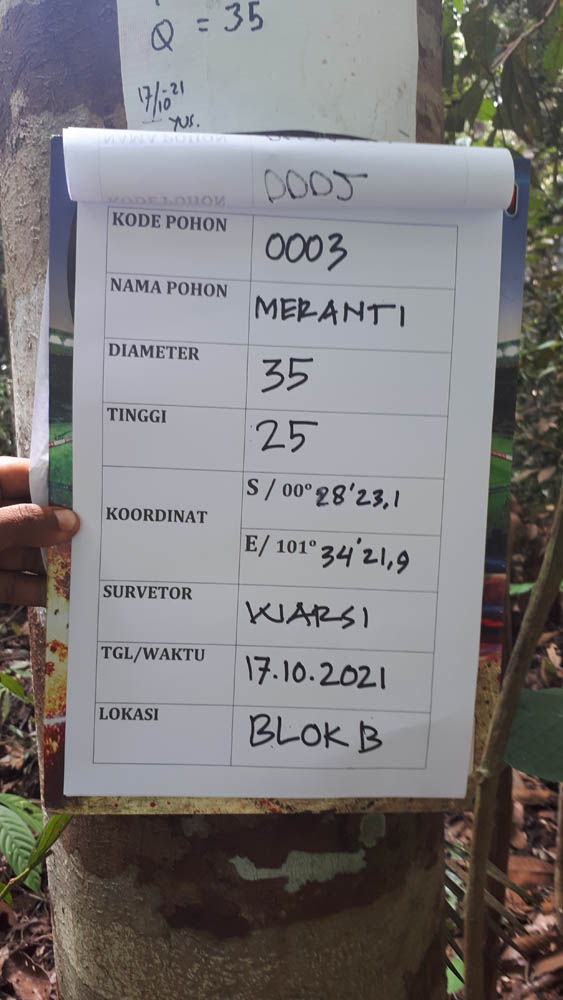 Q = 35
17/10-21
YUS.
0005
KODE POHON 0003
NAMA POHON MERANTI
DIAMETER 35
TINGGI 25
KOORDINAT
S / 00° 28'23,1
E/ 101° 34'21,9
SURVETOR WARSI
TGL/WAKTU 17.10.2021
LOKASI BLOK B